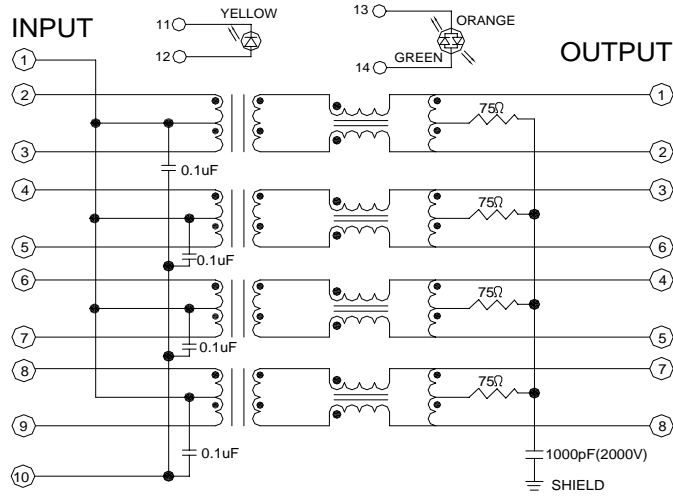 YELLOW
11
12
13
14
ORANGE
GREEN
INPUT
OUTPUT
1
2
3
4
5
6
7
8
9
10
0.1uF
0.1uF
0.1uF
0.1uF
75Ω
75Ω
75Ω
75Ω
1
2
3
6
4
5
7
8
1000pF(2000V)
SHIELD